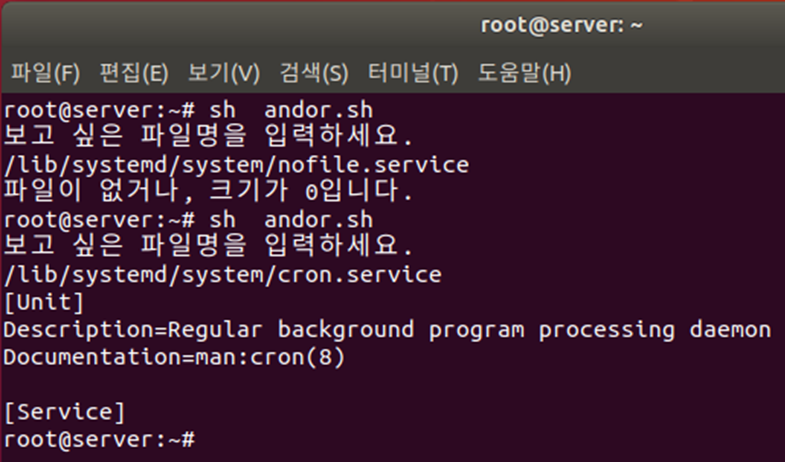 root@server: ~
파일(F) 편집(E) 보기(V) 검색(S) 터미널(T) 도움말(H)
root@server:~# sh  andor.sh
보고 싶은 파일명을 입력하세요.
/lib/systemd/system/nofile.service
파일이 없거나, 크기가 0입니다.
root@server:~# sh  andor.sh
보고 싶은 파일명을 입력하세요.
/lib/systemd/system/cron.service
[Unit]
Description=Regular background program processing daemon
Documentation=man:cron(8)
[Service]
root@server:~#